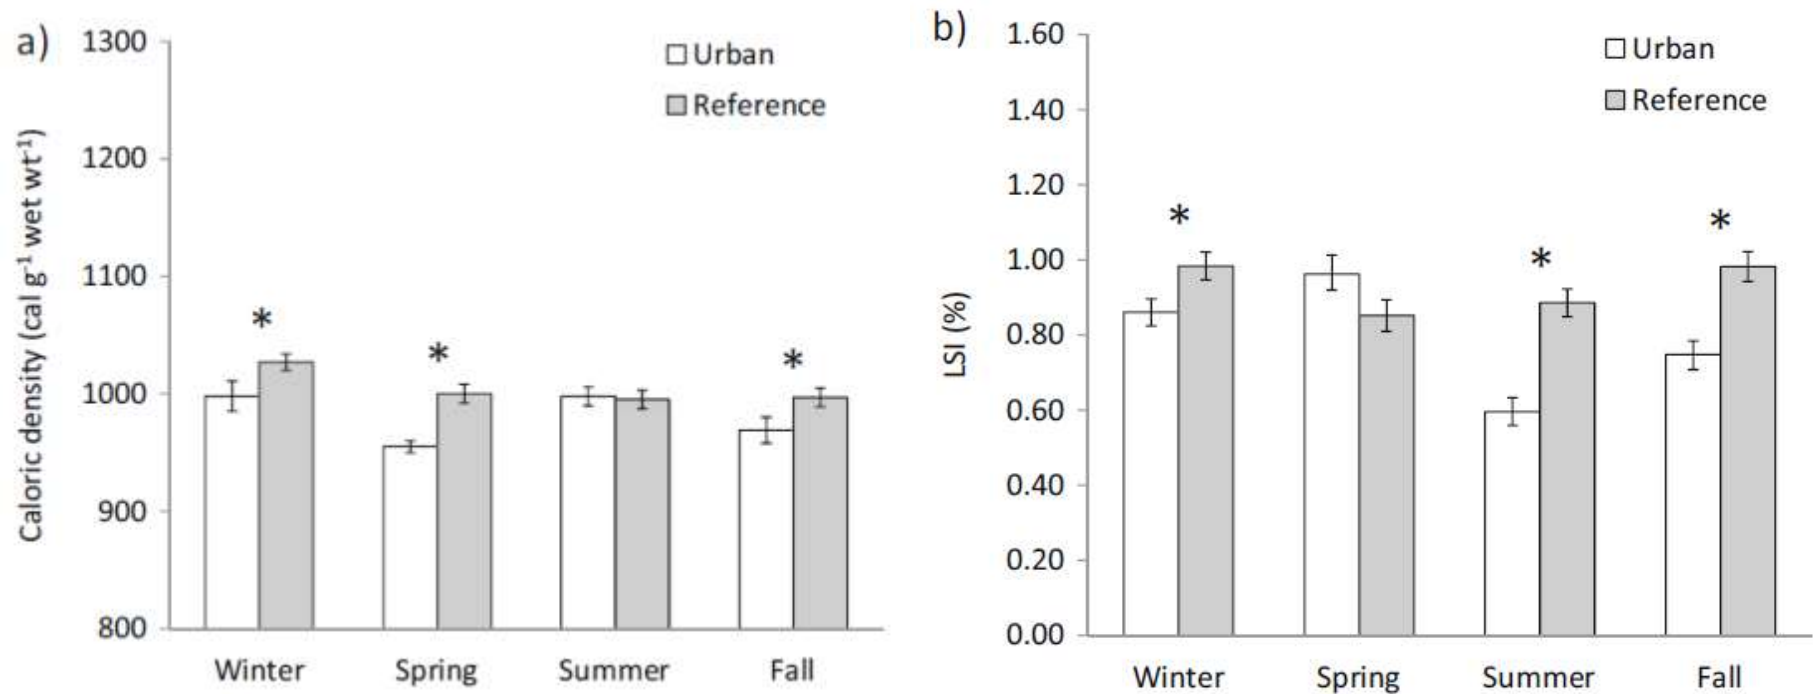 a)
Caloric density (cal g⁻¹ wet wt⁻¹)
1300
1200
1100
1000
900
800
Urban
Reference
*
*
*
Winter Spring Summer Fall
b)
LSI (%)
1.60
1.40
1.20
1.00
0.80
0.60
0.40
0.20
0.00
Urban
Reference
*
*
*
Winter Spring Summer Fall